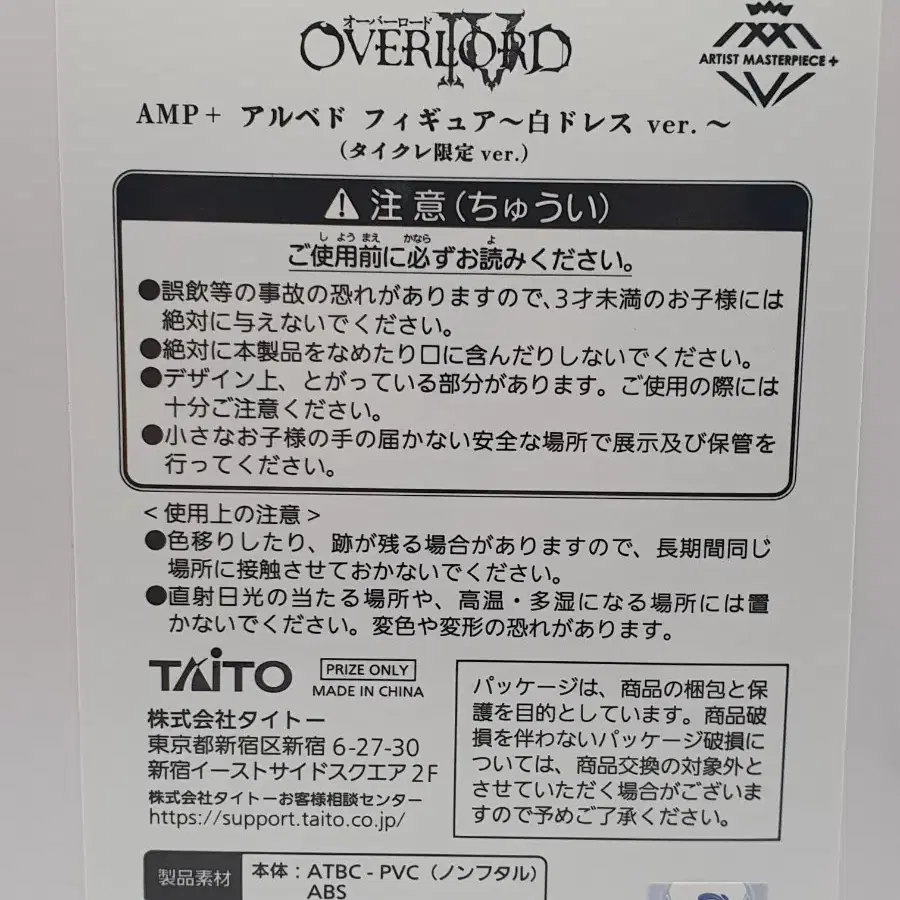 オーバーロード
OVERLORD IV
ARTIST MASTERPIECE+
AMP+ アルベド フィギュア〜白ドレス ver.〜
(タイクレ限定 ver.)
注意(ちゅうい)
し よう まえ かなら よ
ご使用前に必ずお読みください。
●誤飲等の事故の恐れがありますので、3才未満のお子様には
絶対に与えないでください。
●絶対に本製品をなめたり口に含んだりしないでください。
●デザイン上、とがっている部分があります。ご使用の際には
十分ご注意ください。
●小さなお子様の手の届かない安全な場所で展示及び保管を
行ってください。
<使用上の注意>
●色移りしたり、跡が残る場合がありますので、長期間同じ
場所に接触させておかないでください。
●直射日光の当たる場所や、高温・多湿になる場所には置
かないでください。変色や変形の恐れがあります。
TAITO
PRIZE ONLY
MADE IN CHINA
株式会社タイトー
東京都新宿区新宿 6-27-30
新宿イーストサイドスクエア 2F
株式会社タイトーお客様相談センター
https://support.taito.co.jp/
パッケージは、商品の梱包と保
護を目的としています。商品破
損を伴わないパッケージ破損に
ついては、商品交換の対象外と
させていただく場合がございま
すので予めご了承ください。
製品素材
本体：ATBC-PVC（ノンフタル）
ABS